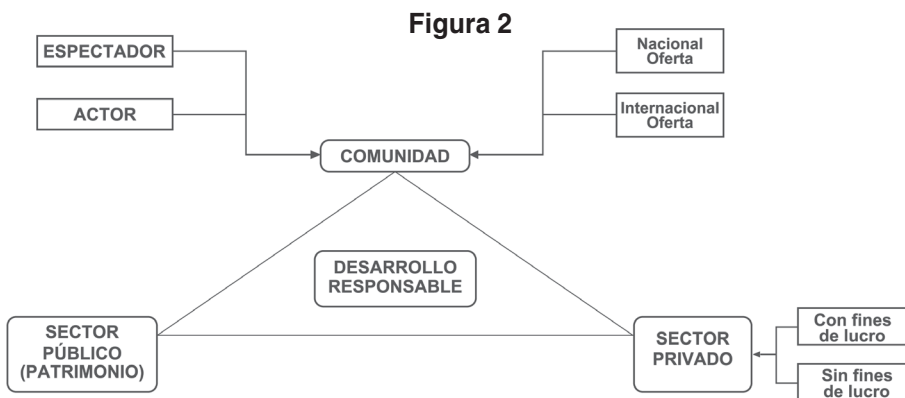 Figura 2
ESPECTADOR
ACTOR
Nacional
Oferta
Internacional
Oferta
COMUNIDAD
DESARROLLO
RESPONSABLE
SECTOR
PÚBLICO
(PATRIMONIO)
SECTOR
PRIVADO
Con fines
de lucro
Sin fines
de lucro